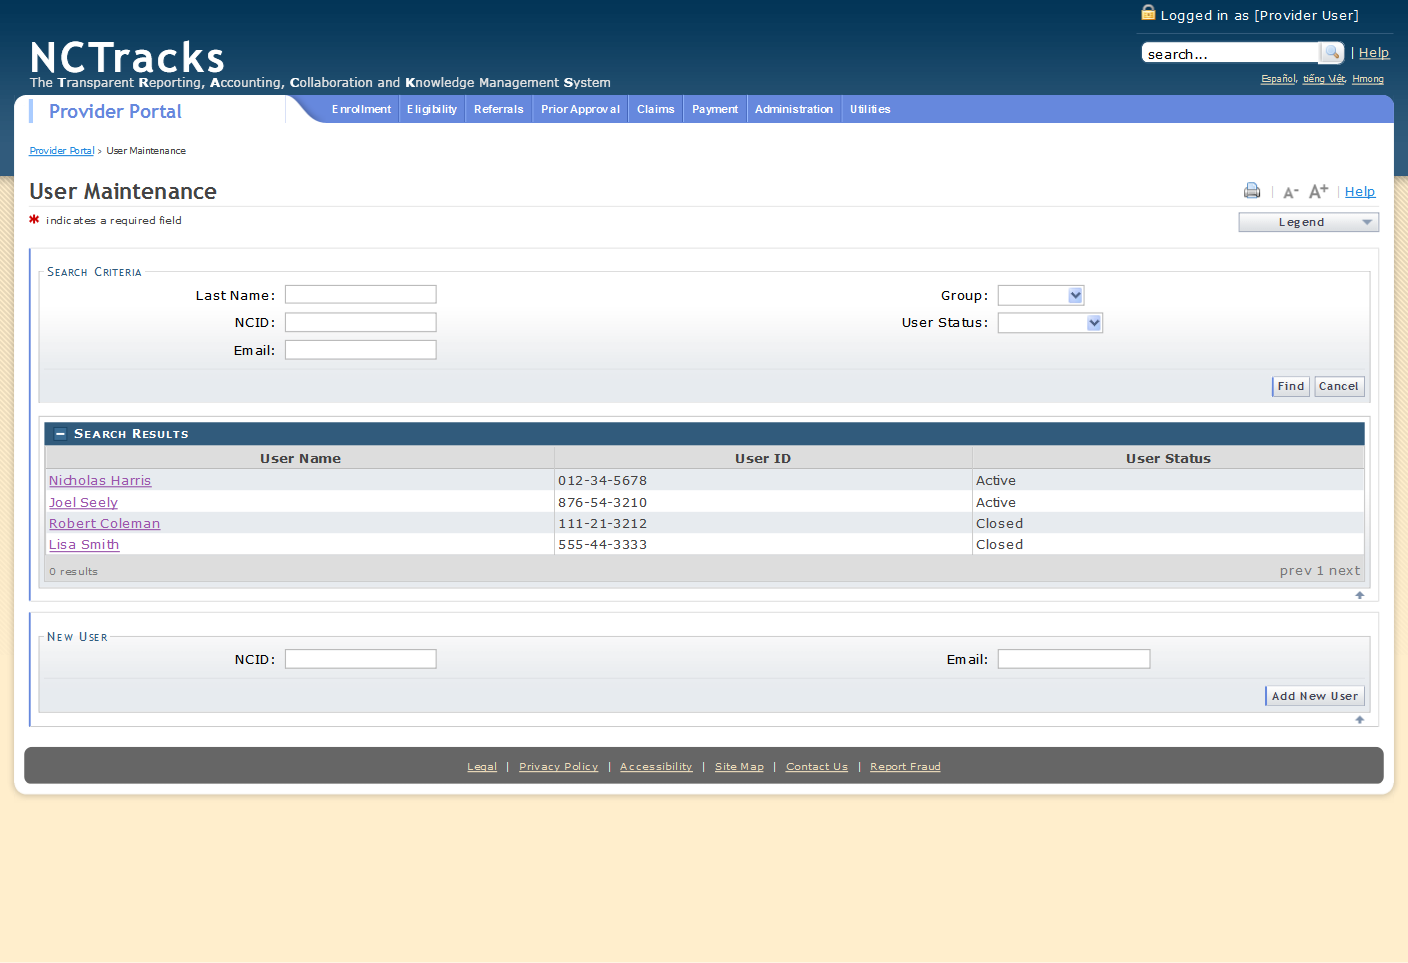 Logged in as [Provider User]
NCTracks
search...
| Help
The Transparent Reporting, Accounting, Collaboration and Knowledge Management System
Español, tiếng Việt, Hmong
Provider Portal
Enrollment Eligibility Referrals Prior Approval Claims Payment Administration Utilities
Provider Portal > User Maintenance
User Maintenance
A- | A+ | Help
* indicates a required field
Legend
Search Criteria
Last Name: Group:
NCID: User Status:
Email:
Find Cancel
Search Results
User Name User ID User Status
Nicholas Harris 012-34-5678 Active
Joel Seely 876-54-3210 Active
Robert Coleman 111-21-3212 Closed
Lisa Smith 555-44-3333 Closed
0 results prev 1 next
New User
NCID: Email:
Add New User
Legal | Privacy Policy | Accessibility | Site Map | Contact Us | Report Fraud